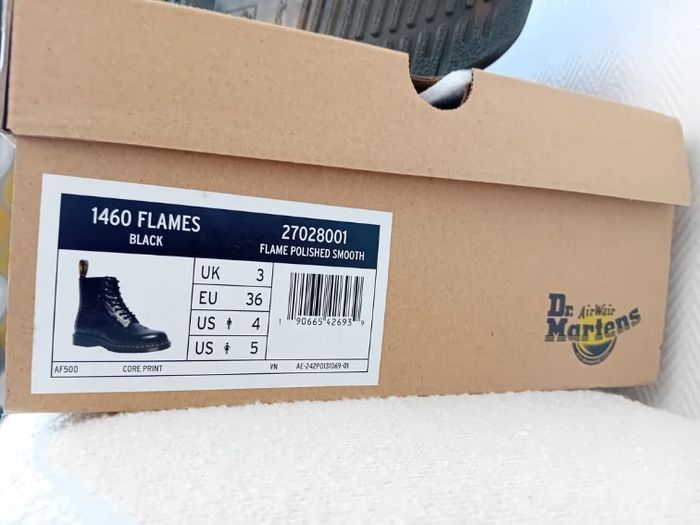 1460 FLAMES
BLACK
27028001
FLAME POLISHED SMOOTH
UK 3
EU 36
US 4
US 5
1 90665 42693 9
AF500 CORE PRINT VN AE-242P0131069-01
Dr. AirWair
Martens